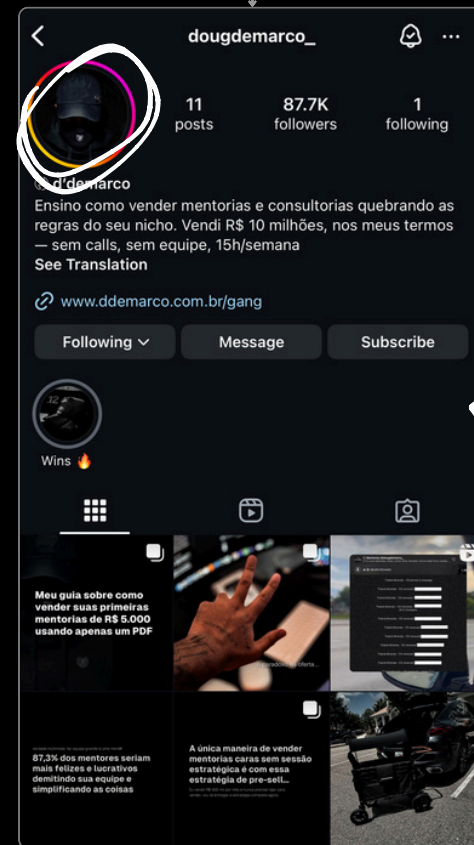 dougdemarco_
11
posts
87.7K
followers
1
following
d'demarco
Ensino como vender mentorias e consultorias quebrando as
regras do seu nicho. Vendi R$ 10 milhões, nos meus termos
— sem calls, sem equipe, 15h/semana
See Translation
www.ddemarco.com.br/gang
Following
Message
Subscribe
12
Wins 🔥
Meu guia sobre como
vender suas primeiras
mentorias de R$ 5.000
usando apenas um PDF
oferta...
87,3% dos mentores seriam
mais felizes e lucrativos
demitindo sua equipe e
simplificando as coisas
A única maneira de vender
mentorias caras sem sessão
estratégica é com essa
estratégia de pre-sell...